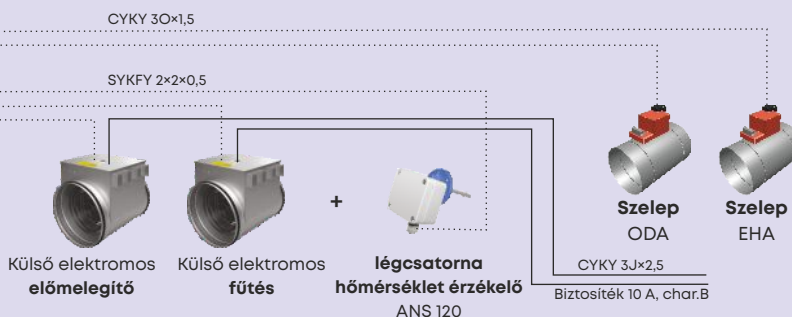 CYKY 3O×1,5
SYKFY 2×2×0,5
+
Külső elektromos
előmelegítő
Külső elektromos
fűtés
légcsatorna
hőmérséklet érzékelő
ANS 120
Szelep
ODA
Szelep
EHA
CYKY 3J×2,5
Biztosíték 10 A, char.B